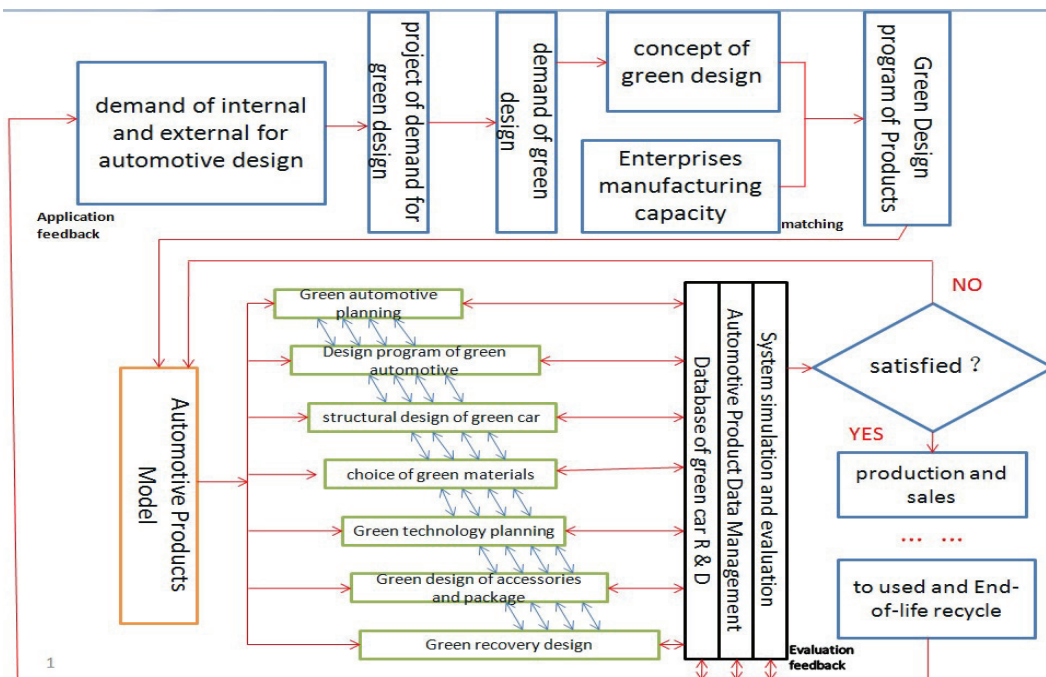 demand of internal
and external for
automotive design
project of demand for
green design
demand of green
design
concept of
green design
Enterprises
manufacturing
capacity
Green Design
program of Products
Application
feedback
matching
Green automotive
planning
Design program of green
automotive
structural design of green car
choice of green materials
Green technology planning
Green design of accessories
and package
Green recovery design
Automotive Products
Model
Database of green car R & D
Automotive Product Data Management
System simulation and evaluation
NO
satisfied ?
YES
production and
sales
... ...
to used and End-
of-life recycle
Evaluation
feedback
1